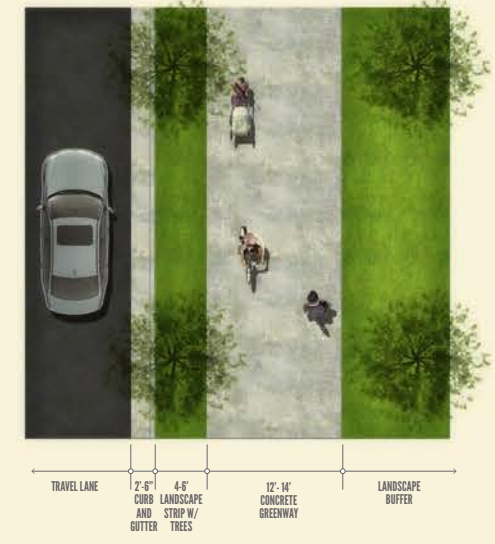 TRAVEL LANE
2'-6"
CURB
AND
GUTTER
4-6'
LANDSCAPE
STRIP W/
TREES
12'- 14'
CONCRETE
GREENWAY
LANDSCAPE
BUFFER